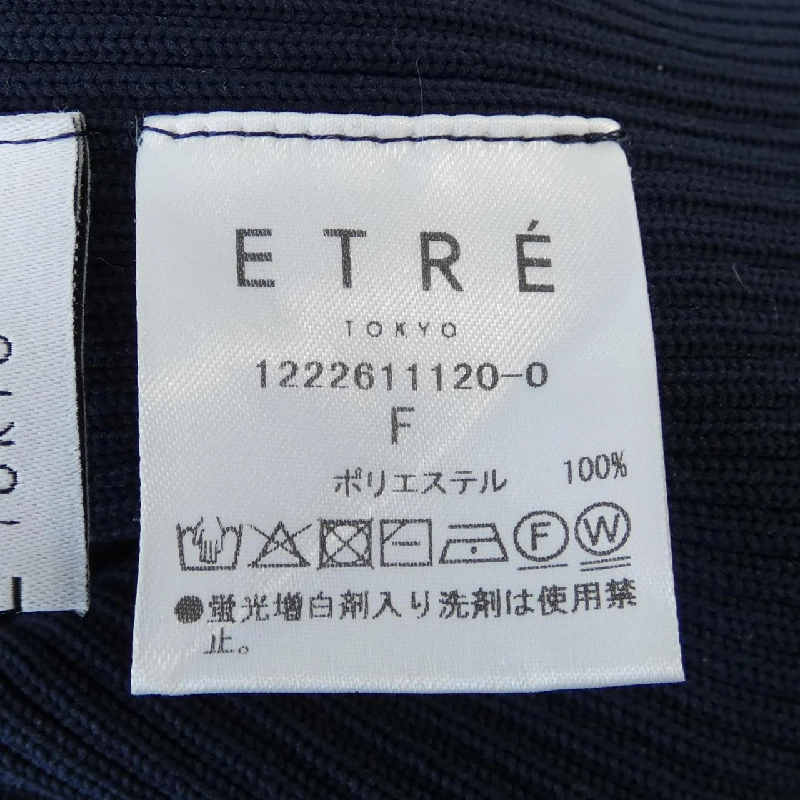 ETRÉ
TOKYO
1222611120-0
F
ポリエステル 100%
F W
●蛍光増白剤入り洗剤は使用禁
止。
TOKYO